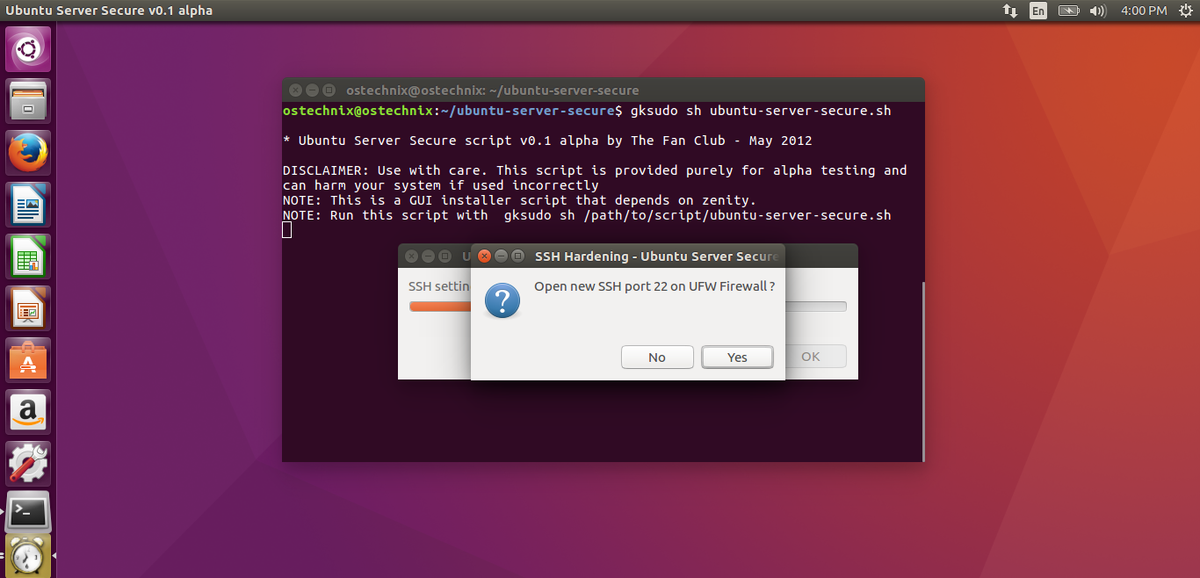 Ubuntu Server Secure v0.1 alpha
En
4:00 PM
ostechnix@ostechnix: ~/ubuntu-server-secure
ostechnix@ostechnix:~/ubuntu-server-secure$ gksudo sh ubuntu-server-secure.sh
* Ubuntu Server Secure script v0.1 alpha by The Fan Club - May 2012
DISCLAIMER: Use with care. This script is provided purely for alpha testing and
can harm your system if used incorrectly
NOTE: This is a GUI installer script that depends on zenity.
NOTE: Run this script with  gksudo sh /path/to/script/ubuntu-server-secure.sh
U
SSH Hardening - Ubuntu Server Secure
SSH settin
Open new SSH port 22 on UFW Firewall ?
No
Yes
OK